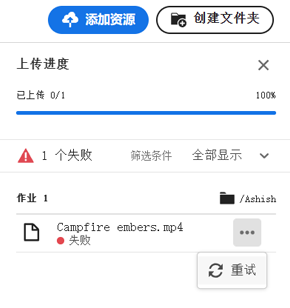 添加资源 创建文件夹
上传进度
已上传 0/1 100%
1 个失败 筛选条件 全部显示
作业 1 /Ashish
Campfire embers.mp4
失败
重试